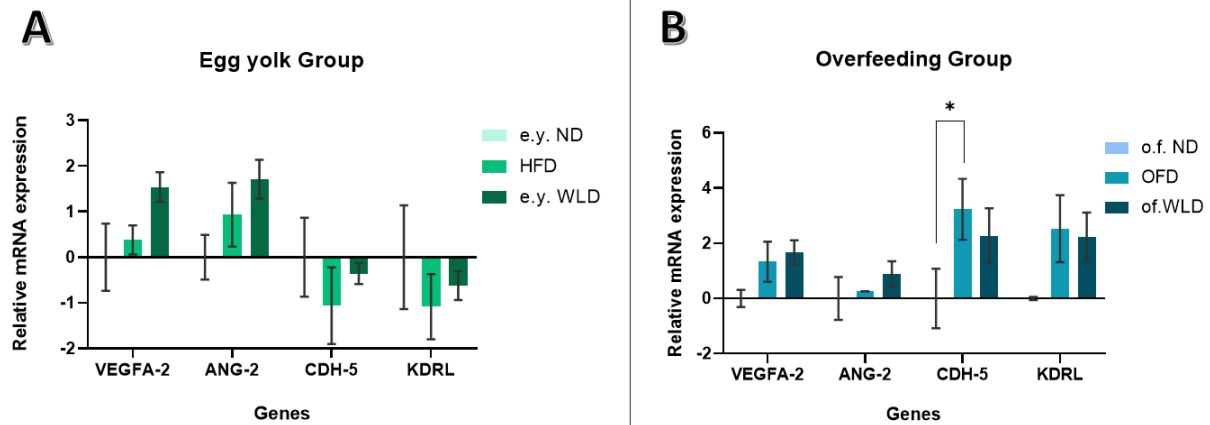 A
Egg yolk Group
Relative mRNA expression
3
2
1
0
-1
-2
VEGFA-2 ANG-2 CDH-5 KDRL
Genes
e.y. ND
HFD
e.y. WLD
B
Overfeeding Group
Relative mRNA expression
6
4
2
0
-2
*
VEGFA-2 ANG-2 CDH-5 KDRL
Genes
o.f. ND
OFD
of.WLD